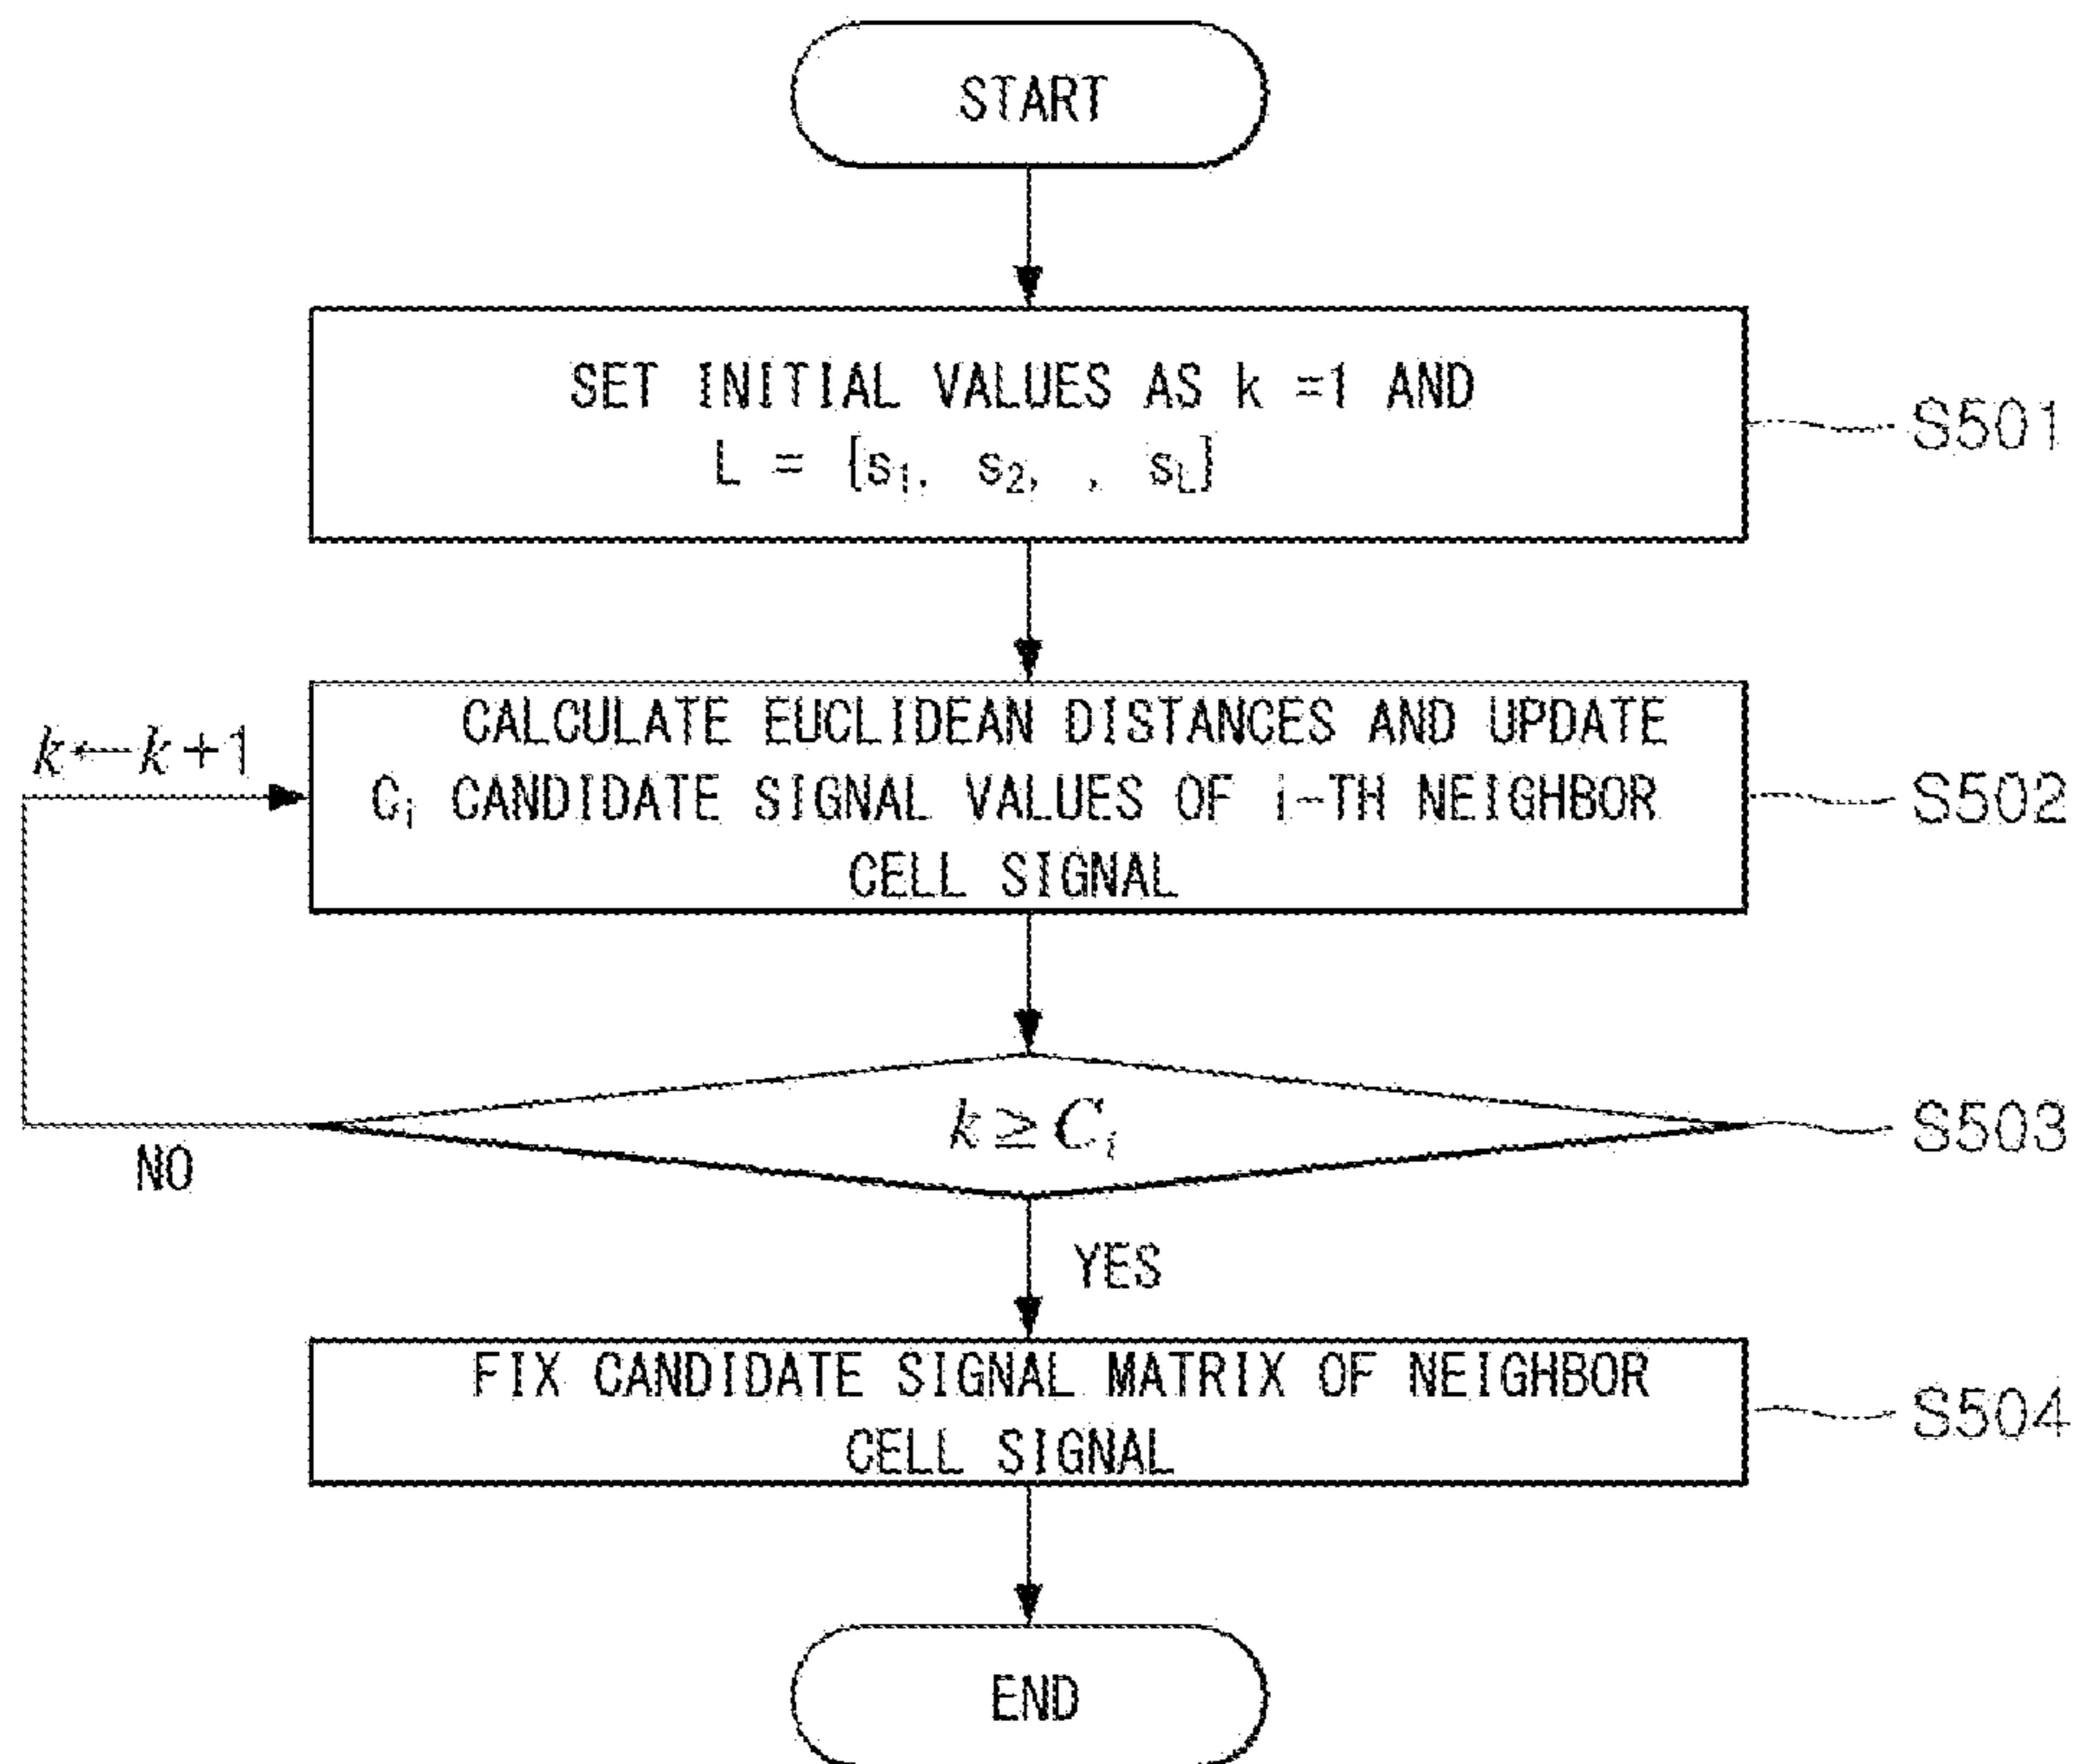 START
SET INITIAL VALUES AS k =1 AND
L = {s₁, s₂, , s_L}
S501
k←k+1
CALCULATE EUCLIDEAN DISTANCES AND UPDATE
Cᵢ CANDIDATE SIGNAL VALUES OF i-TH NEIGHBOR
CELL SIGNAL
S502
k≥Cᵢ
S503
NO
YES
FIX CANDIDATE SIGNAL MATRIX OF NEIGHBOR
CELL SIGNAL
S504
END